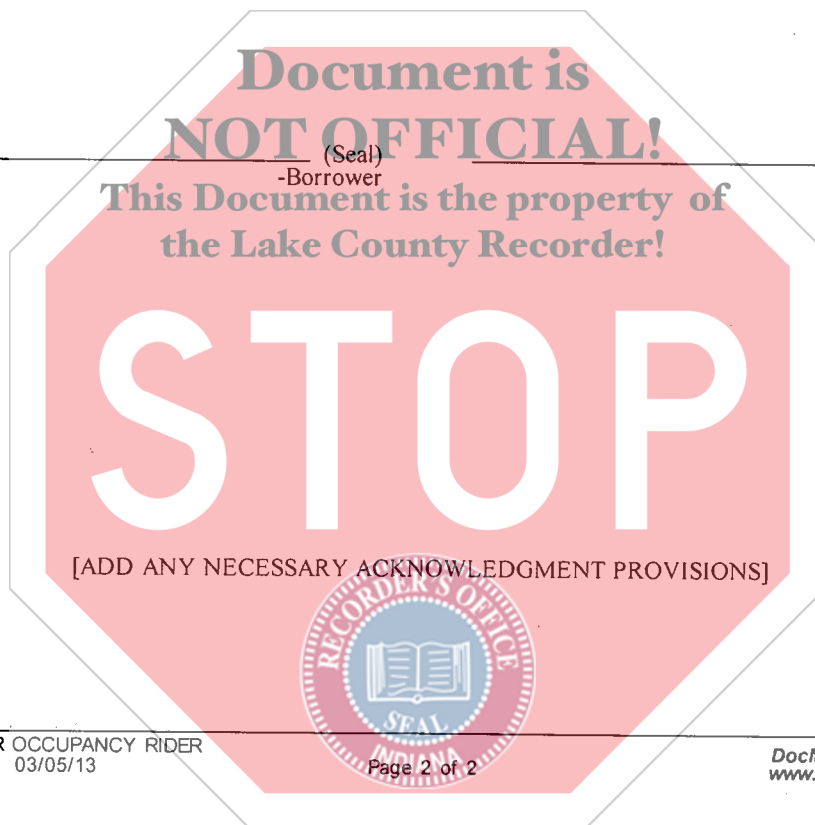 Document is
NOT OFFICIAL!
(Seal)
-Borrower
This Document is the property of
the Lake County Recorder!
STOP
[ADD ANY NECESSARY ACKNOWLEDGMENT PROVISIONS]
RECORDER'S OFFICE
SEAL
INDIANA
R OCCUPANCY RIDER
03/05/13
Page 2 of 2
www.